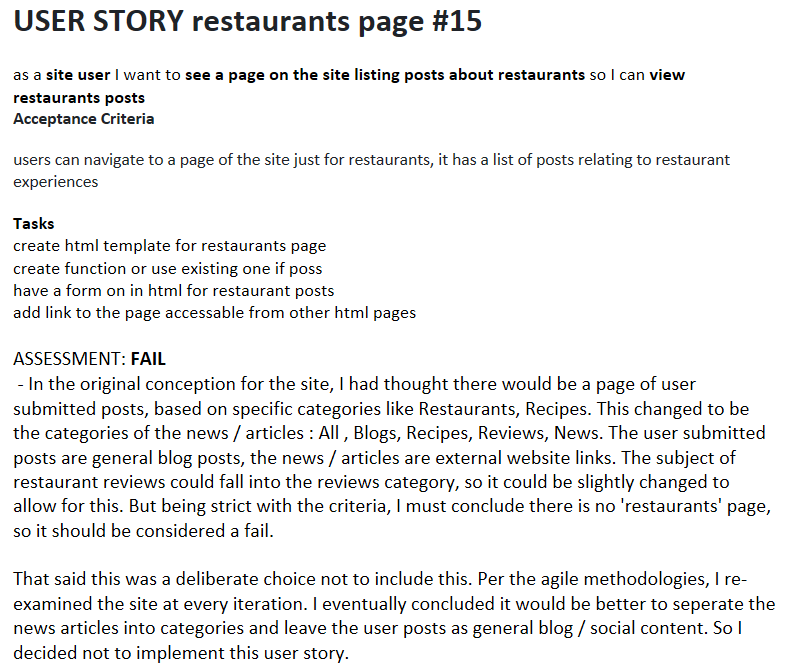 USER STORY restaurants page #15
as a site user I want to see a page on the site listing posts about restaurants so I can view
restaurants posts
Acceptance Criteria
users can navigate to a page of the site just for restaurants, it has a list of posts relating to restaurant
experiences
Tasks
create html template for restaurants page
create function or use existing one if poss
have a form on in html for restaurant posts
add link to the page accessable from other html pages
ASSESSMENT: FAIL
- In the original conception for the site, I had thought there would be a page of user
submitted posts, based on specific categories like Restaurants, Recipes. This changed to be
the categories of the news / articles : All , Blogs, Recipes, Reviews, News. The user submitted
posts are general blog posts, the news / articles are external website links. The subject of
restaurant reviews could fall into the reviews category, so it could be slightly changed to
allow for this. But being strict with the criteria, I must conclude there is no 'restaurants' page,
so it should be considered a fail.
That said this was a deliberate choice not to include this. Per the agile methodologies, I re-
examined the site at every iteration. I eventually concluded it would be better to seperate the
news articles into categories and leave the user posts as general blog / social content. So I
decided not to implement this user story.